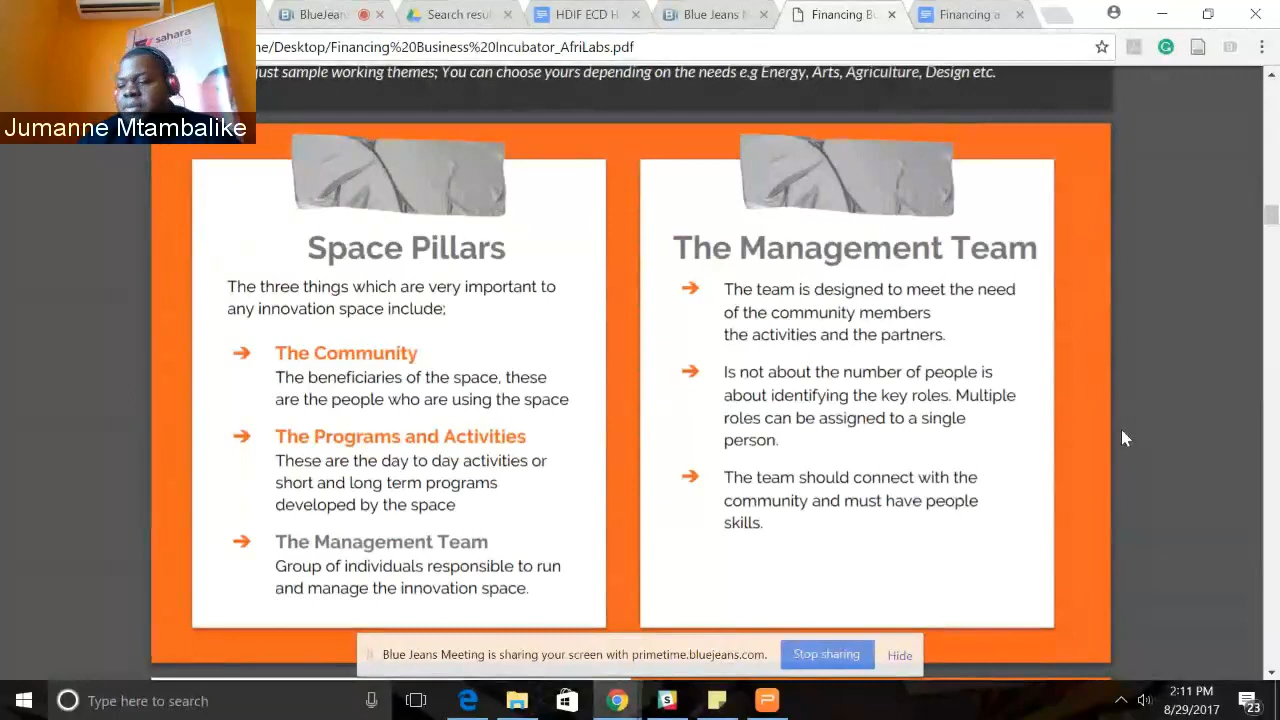 BlueJeans
Search resu
HDIF ECD H
Blue Jeans M
Financing Bu
Financing a
sahara
me/Desktop/Financing%20Business%20Incubator_AfriLabs.pdf
just sample working themes; You can choose yours depending on the needs e.g Energy, Arts, Agriculture, Design etc.
Jumanne Mtambalike
Space Pillars
The three things which are very important to
any innovation space include;
The Community
The beneficiaries of the space, these
are the people who are using the space
The Programs and Activities
These are the day to day activities or
short and long term programs
developed by the space
The Management Team
Group of individuals responsible to run
and manage the innovation space.
The Management Team
The team is designed to meet the need
of the community members
the activities and the partners.
Is not about the number of people is
about identifying the key roles. Multiple
roles can be assigned to a single
person.
The team should connect with the
community and must have people
skills.
Blue Jeans Meeting is sharing your screen with primetime.bluejeans.com.
Stop sharing
Hide
Type here to search
2:11 PM
8/29/2017
23